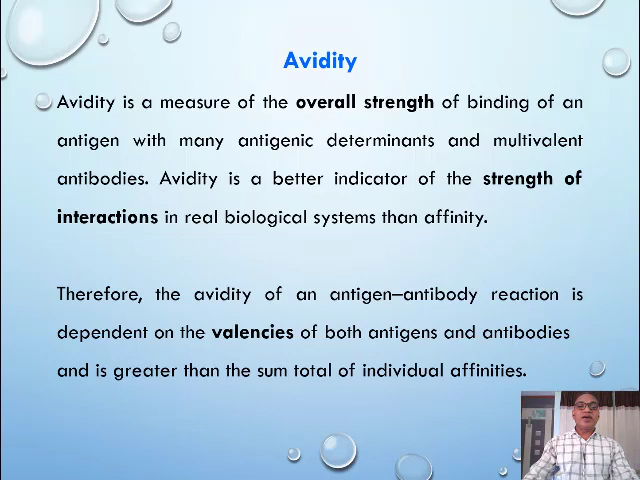 Avidity
Avidity is a measure of the overall strength of binding of an
antigen with many antigenic determinants and multivalent
antibodies. Avidity is a better indicator of the strength of
interactions in real biological systems than affinity.
Therefore, the avidity of an antigen–antibody reaction is
dependent on the valencies of both antigens and antibodies
and is greater than the sum total of individual affinities.